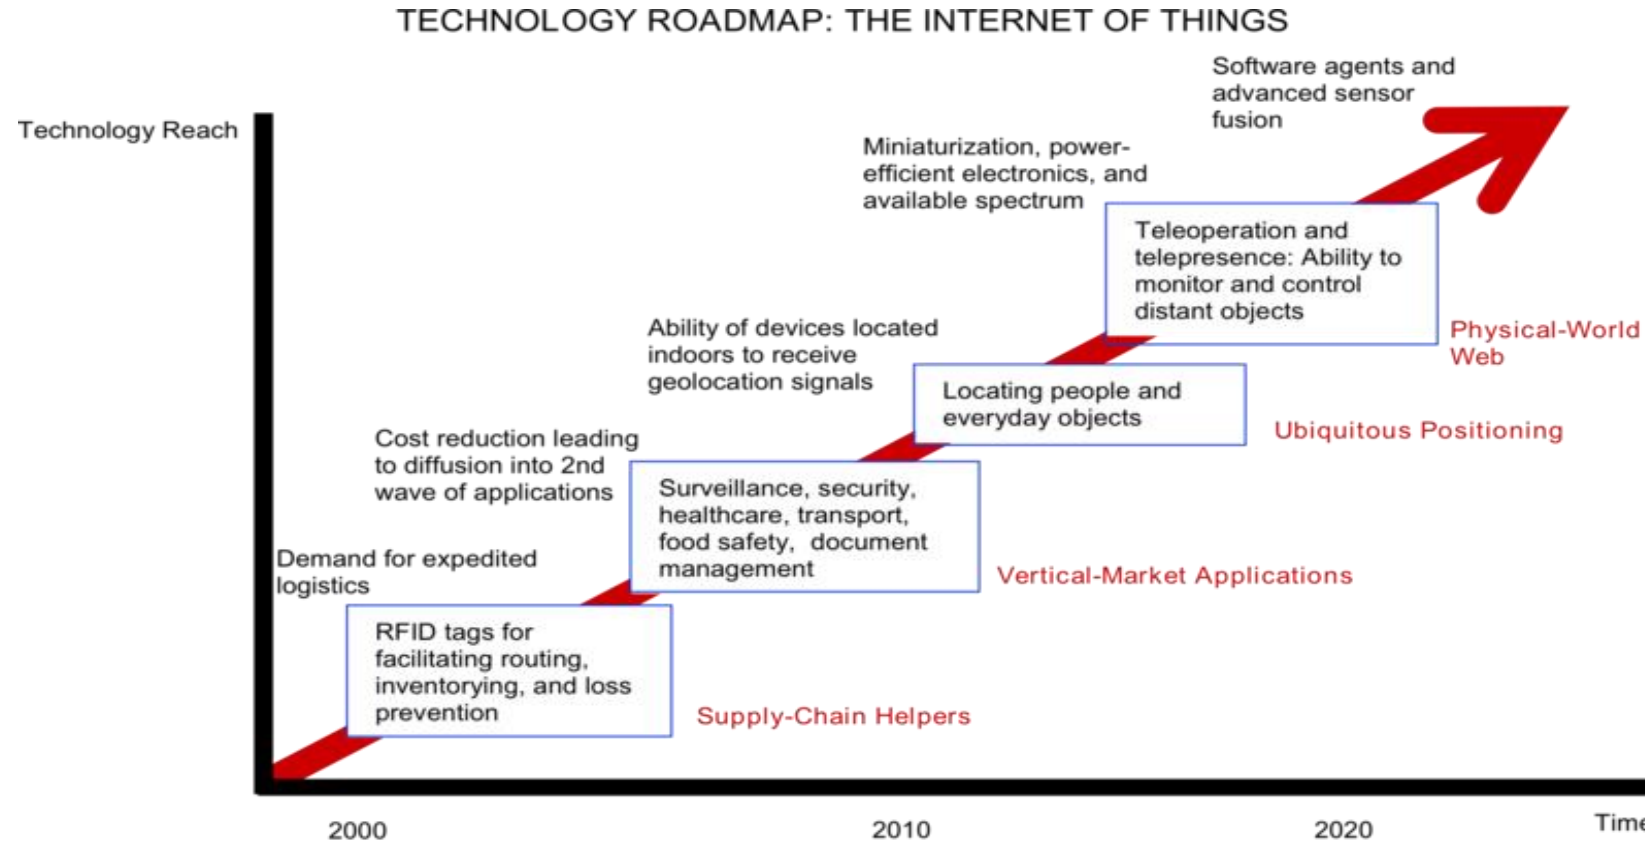 TECHNOLOGY ROADMAP: THE INTERNET OF THINGS
Technology Reach
Software agents and
advanced sensor
fusion
Miniaturization, power-
efficient electronics, and
available spectrum
Teleoperation and
telepresence: Ability to
monitor and control
distant objects
Physical-World
Web
Ability of devices located
indoors to receive
geolocation signals
Locating people and
everyday objects
Ubiquitous Positioning
Cost reduction leading
to diffusion into 2nd
wave of applications
Surveillance, security,
healthcare, transport,
food safety, document
management
Vertical-Market Applications
Demand for expedited
logistics
RFID tags for
facilitating routing,
inventorying, and loss
prevention
Supply-Chain Helpers
2000
2010
2020
Time